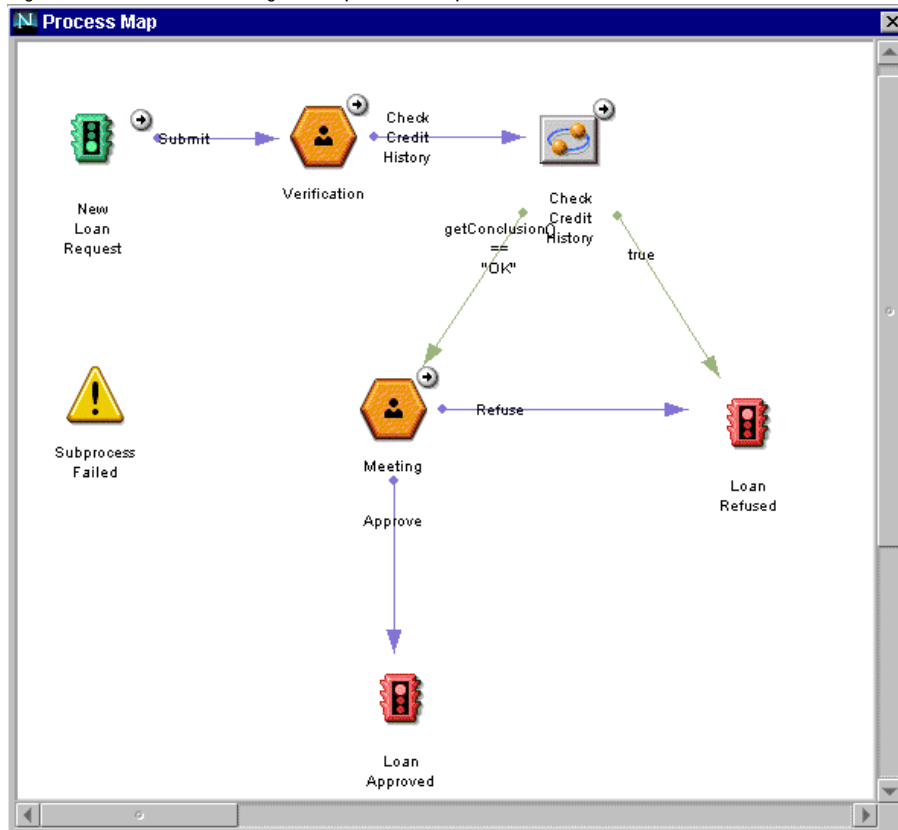 Process Map
Submit
Check
Credit
History
Verification
New
Loan
Request
Check
Credit
History
getConclusion()
==
"OK"
true
Subprocess
Failed
Meeting
Refuse
Loan
Refused
Approve
Loan
Approved